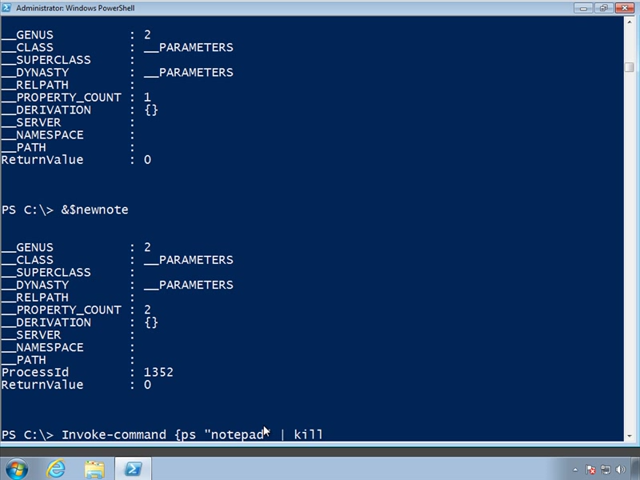 Administrator: Windows PowerShell
__GENUS : 2
__CLASS : __PARAMETERS
__SUPERCLASS :
__DYNASTY : __PARAMETERS
__RELPATH :
__PROPERTY_COUNT : 1
__DERIVATION : {}
__SERVER :
__NAMESPACE :
__PATH :
ReturnValue : 0
PS C:\> &$newnote
__GENUS : 2
__CLASS : __PARAMETERS
__SUPERCLASS :
__DYNASTY : __PARAMETERS
__RELPATH :
__PROPERTY_COUNT : 2
__DERIVATION : {}
__SERVER :
__NAMESPACE :
__PATH :
ProcessId : 1352
ReturnValue : 0
PS C:\> Invoke-command {ps "notepad" | kill